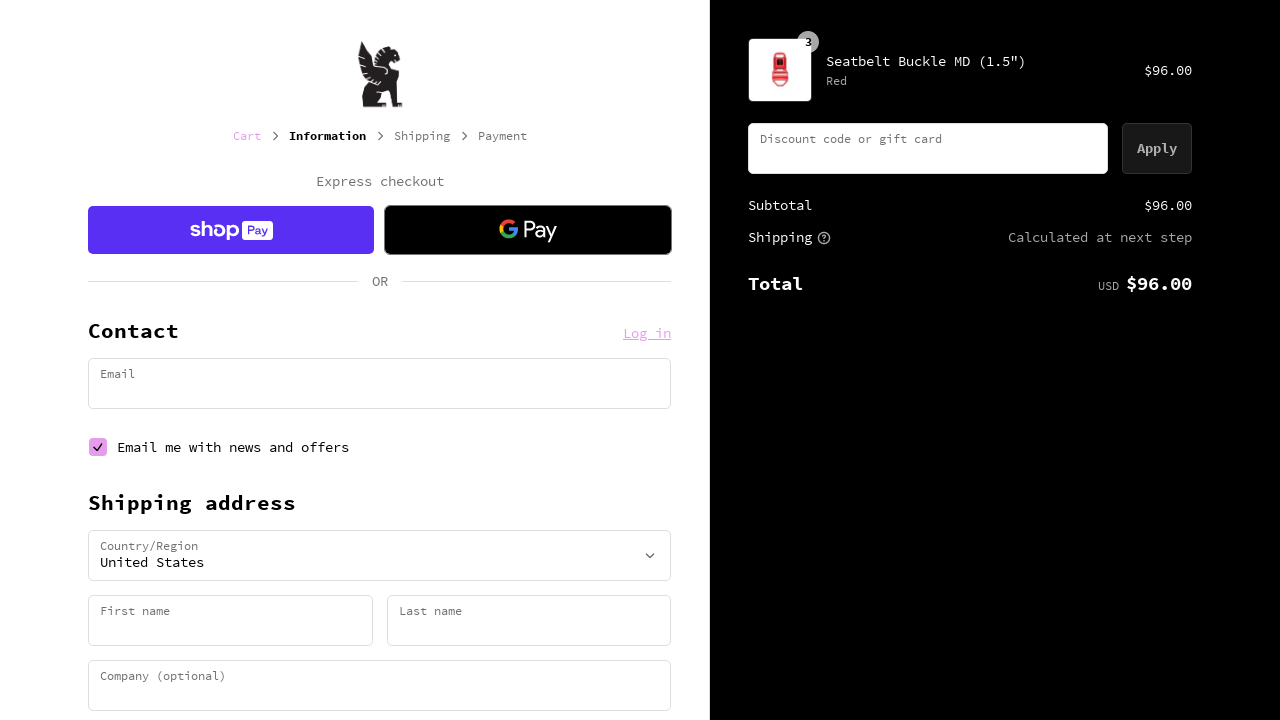 Cart > Information > Shipping > Payment
Express checkout
shop Pay
G Pay
OR
Contact
Log in
Email
Email me with news and offers
Shipping address
Country/Region
United States
First name
Last name
Company (optional)
3
Seatbelt Buckle MD (1.5")
Red
$96.00
Discount code or gift card
Apply
Subtotal
$96.00
Shipping
Calculated at next step
Total
USD $96.00